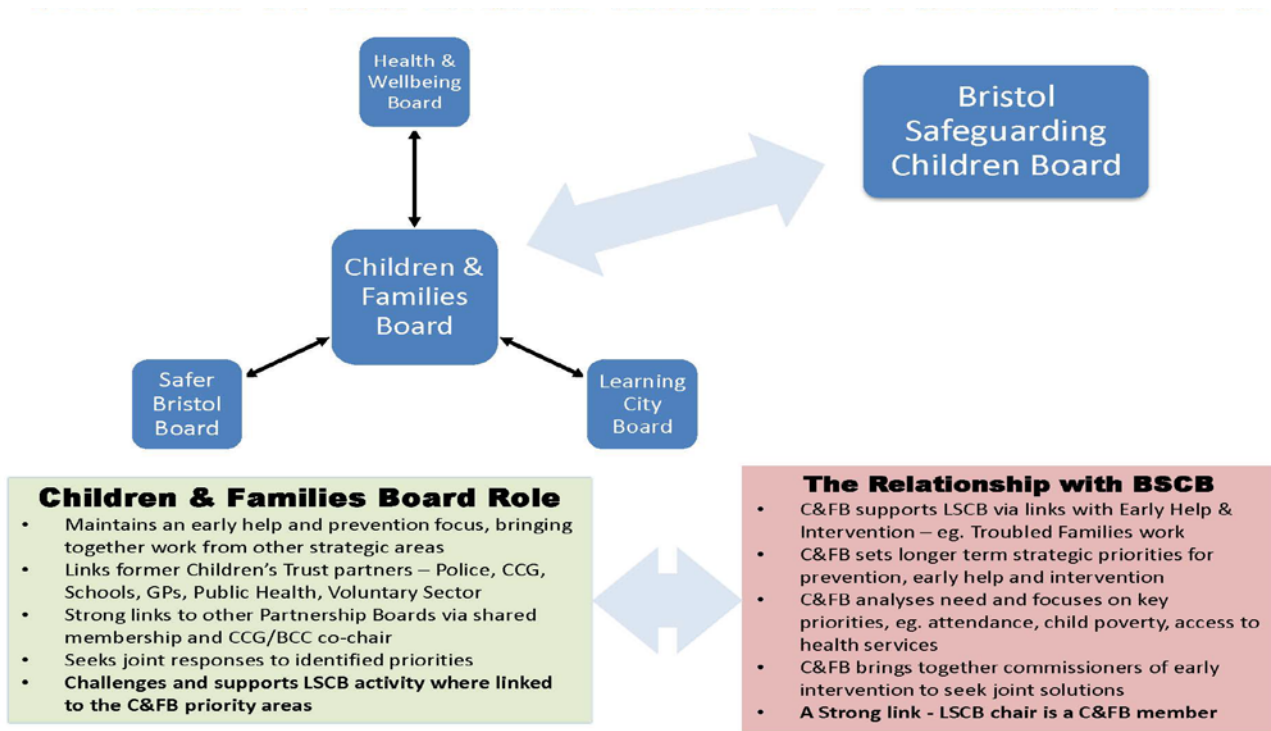 Health &
Wellbeing
Board
Bristol
Safeguarding
Children Board
Children &
Families
Board
Safer
Bristol
Board
Learning
City
Board
Children & Families Board Role
• Maintains an early help and prevention focus, bringing
together work from other strategic areas
• Links former Children's Trust partners – Police, CCG,
Schools, GPs, Public Health, Voluntary Sector
• Strong links to other Partnership Boards via shared
membership and CCG/BCC co-chair
• Seeks joint responses to identified priorities
• Challenges and supports LSCB activity where linked
to the C&FB priority areas
The Relationship with BSCB
• C&FB supports LSCB via links with Early Help &
Intervention – eg. Troubled Families work
• C&FB sets longer term strategic priorities for
prevention, early help and intervention
• C&FB analyses need and focuses on key
priorities, eg. attendance, child poverty, access to
health services
• C&FB brings together commissioners of early
intervention to seek joint solutions
• A Strong link - LSCB chair is a C&FB member